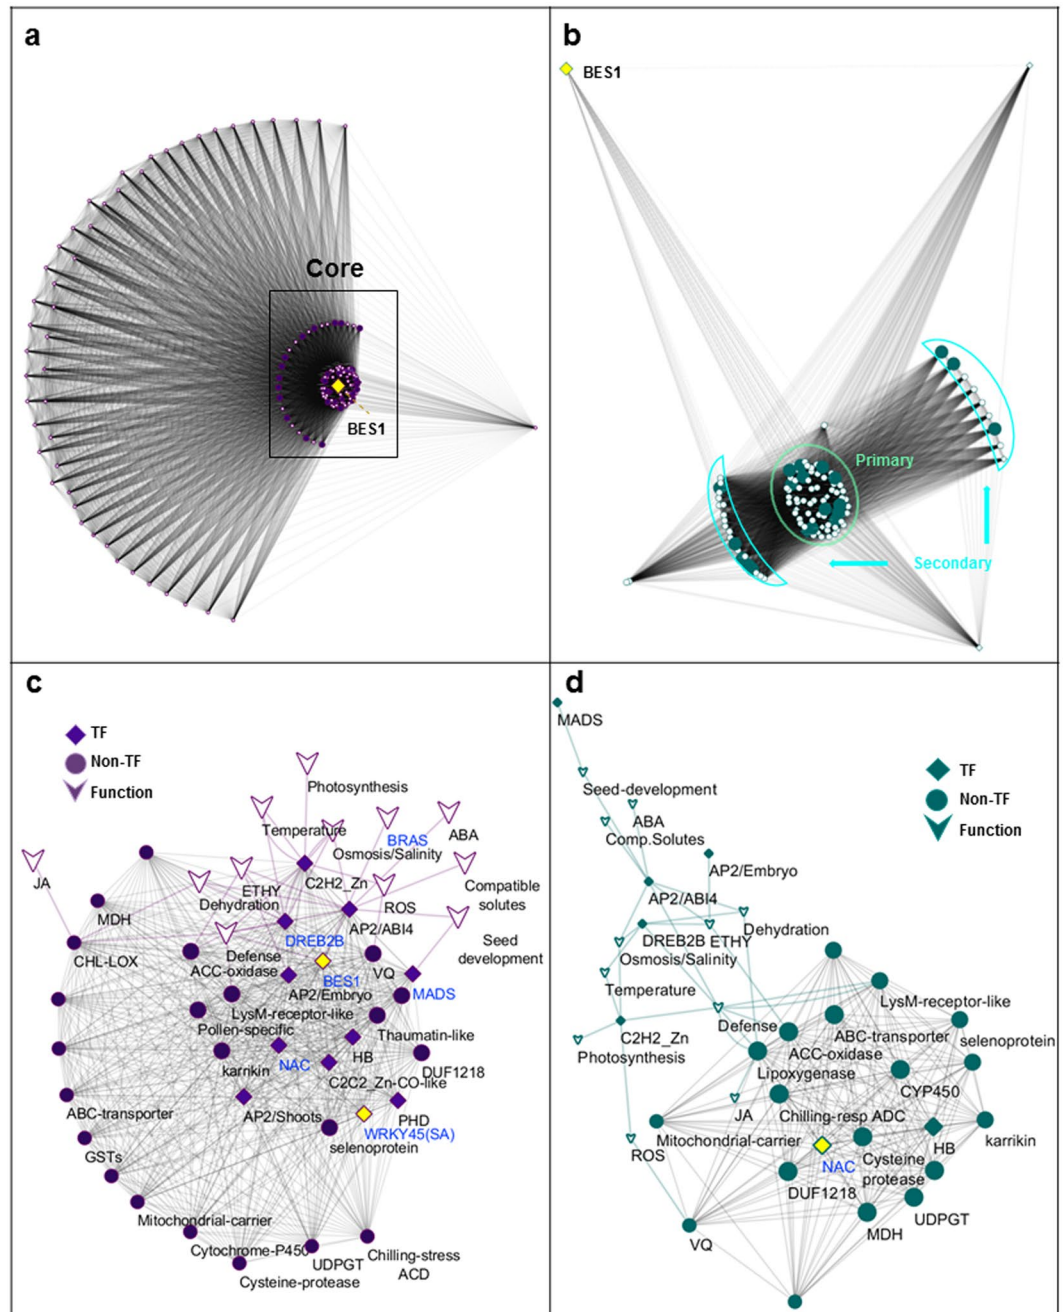 a
Core
BES1
b
BES1
Primary
Secondary
c
TF
Non-TF
Function
Photosynthesis
Temperature
BRAS
ABA
Osmosis/Salinity
JA
C2H2_Zn
ETHY
Compatible
solutes
Dehydration
ROS
MDH
AP2/ABI4
Seed
development
DREB2B
CHL-LOX
Defense
VQ
ACC-oxidase
BES1
AP2/Embryo
MADS
LysM-receptor-like
Pollen-specific
Thaumatin-like
NAC
HB
karrikin
DUF1218
C2C2_Zn-CO-like
ABC-transporter
AP2/Shoots
PHD
WRKY45(SA)
selenoprotein
GSTs
Mitochondrial-carrier
Cytochrome-P450
Chilling-stress
ACD
UDPGT
Cysteine-protease
d
MADS
TF
Non-TF
Function
Seed-development
ABA
Comp.Solutes
AP2/Embryo
AP2/ABI4
Dehydration
DREB2B
ETHY
Osmosis/Salinity
Temperature
LysM-receptor-like
Defense
C2H2_Zn
ABC-transporter
selenoprotein
Photosynthesis
ACC-oxidase
Lipoxygenase
CYP450
JA
Chilling-resp ADC
Mitochondrial-carrier
karrikin
HB
ROS
NAC
Cysteine
protease
DUF1218
UDPGT
MDH
VQ